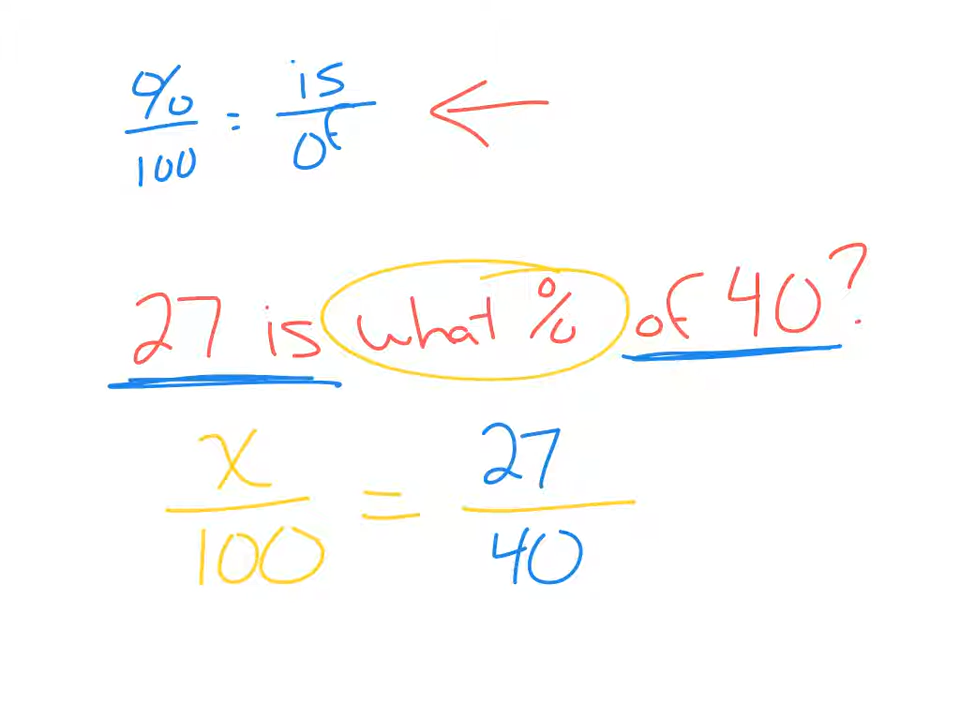 %/100 = is/of
27 is what % of 40?
x/100 = 27/40